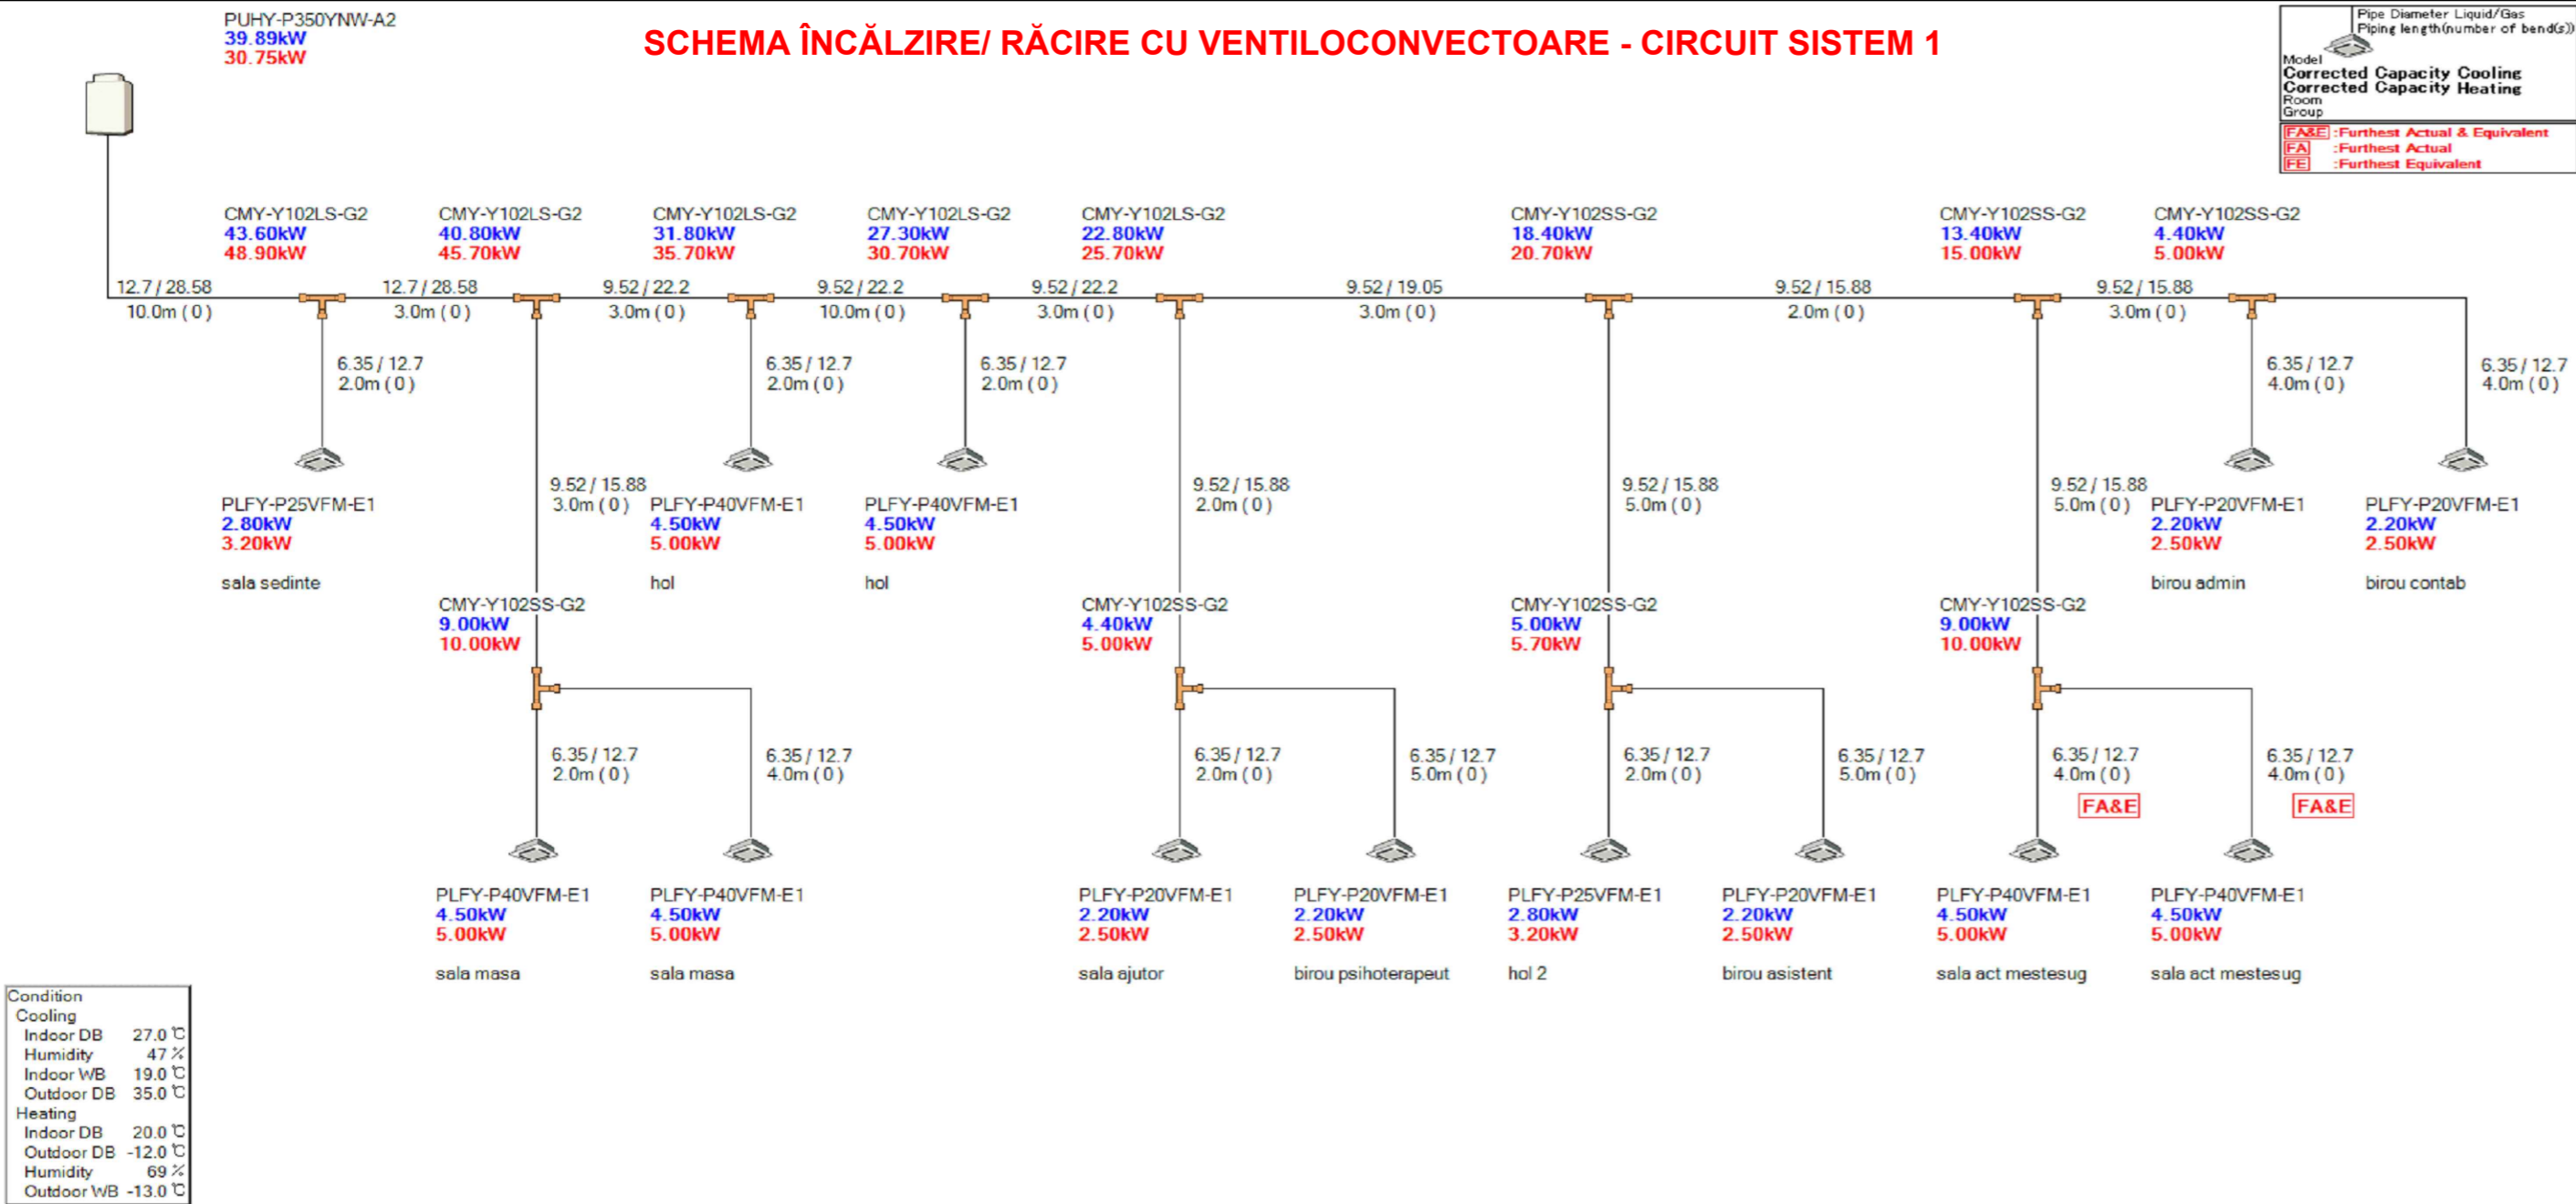 PUHY-P350YNW-A2
39.89kW
30.75kW
SCHEMA ÎNCĂLZIRE/ RĂCIRE CU VENTILOCONVECTOARE - CIRCUIT SISTEM 1
Pipe Diameter Liquid/Gas
Piping length(number of bend(s))
Model
Corrected Capacity Cooling
Corrected Capacity Heating
Room
Group
FA&E :Furthest Actual & Equivalent
FA :Furthest Actual
FE :Furthest Equivalent
CMY-Y102LS-G2
43.60kW
48.90kW
CMY-Y102LS-G2
40.80kW
45.70kW
CMY-Y102LS-G2
31.80kW
35.70kW
CMY-Y102LS-G2
27.30kW
30.70kW
CMY-Y102LS-G2
22.80kW
25.70kW
CMY-Y102SS-G2
18.40kW
20.70kW
CMY-Y102SS-G2
13.40kW
15.00kW
CMY-Y102SS-G2
4.40kW
5.00kW
12.7 / 28.58
10.0m ( 0 )
12.7 / 28.58
3.0m ( 0 )
9.52 / 22.2
3.0m ( 0 )
9.52 / 22.2
10.0m ( 0 )
9.52 / 22.2
3.0m ( 0 )
9.52 / 19.05
3.0m ( 0 )
9.52 / 15.88
2.0m ( 0 )
9.52 / 15.88
3.0m ( 0 )
6.35 / 12.7
2.0m ( 0 )
6.35 / 12.7
2.0m ( 0 )
6.35 / 12.7
2.0m ( 0 )
6.35 / 12.7
4.0m ( 0 )
6.35 / 12.7
4.0m ( 0 )
PLFY-P25VFM-E1
2.80kW
3.20kW
sala sedinte
9.52 / 15.88
3.0m ( 0 )
PLFY-P40VFM-E1
4.50kW
5.00kW
hol
PLFY-P40VFM-E1
4.50kW
5.00kW
hol
9.52 / 15.88
2.0m ( 0 )
9.52 / 15.88
5.0m ( 0 )
9.52 / 15.88
5.0m ( 0 )
PLFY-P20VFM-E1
2.20kW
2.50kW
birou admin
PLFY-P20VFM-E1
2.20kW
2.50kW
birou contab
CMY-Y102SS-G2
9.00kW
10.00kW
CMY-Y102SS-G2
4.40kW
5.00kW
CMY-Y102SS-G2
5.00kW
5.70kW
CMY-Y102SS-G2
9.00kW
10.00kW
6.35 / 12.7
2.0m ( 0 )
6.35 / 12.7
4.0m ( 0 )
6.35 / 12.7
2.0m ( 0 )
6.35 / 12.7
5.0m ( 0 )
6.35 / 12.7
2.0m ( 0 )
6.35 / 12.7
5.0m ( 0 )
6.35 / 12.7
4.0m ( 0 )
FA&E
6.35 / 12.7
4.0m ( 0 )
FA&E
PLFY-P40VFM-E1
4.50kW
5.00kW
sala masa
PLFY-P40VFM-E1
4.50kW
5.00kW
sala masa
PLFY-P20VFM-E1
2.20kW
2.50kW
sala ajutor
PLFY-P20VFM-E1
2.20kW
2.50kW
birou psihoterapeut
PLFY-P25VFM-E1
2.80kW
3.20kW
hol 2
PLFY-P20VFM-E1
2.20kW
2.50kW
birou asistent
PLFY-P40VFM-E1
4.50kW
5.00kW
sala act mestesug
PLFY-P40VFM-E1
4.50kW
5.00kW
sala act mestesug
Condition
Cooling
Indoor DB 27.0 ℃
Humidity 47 %
Indoor WB 19.0 ℃
Outdoor DB 35.0 ℃
Heating
Indoor DB 20.0 ℃
Outdoor DB -12.0 ℃
Humidity 69 %
Outdoor WB -13.0 ℃